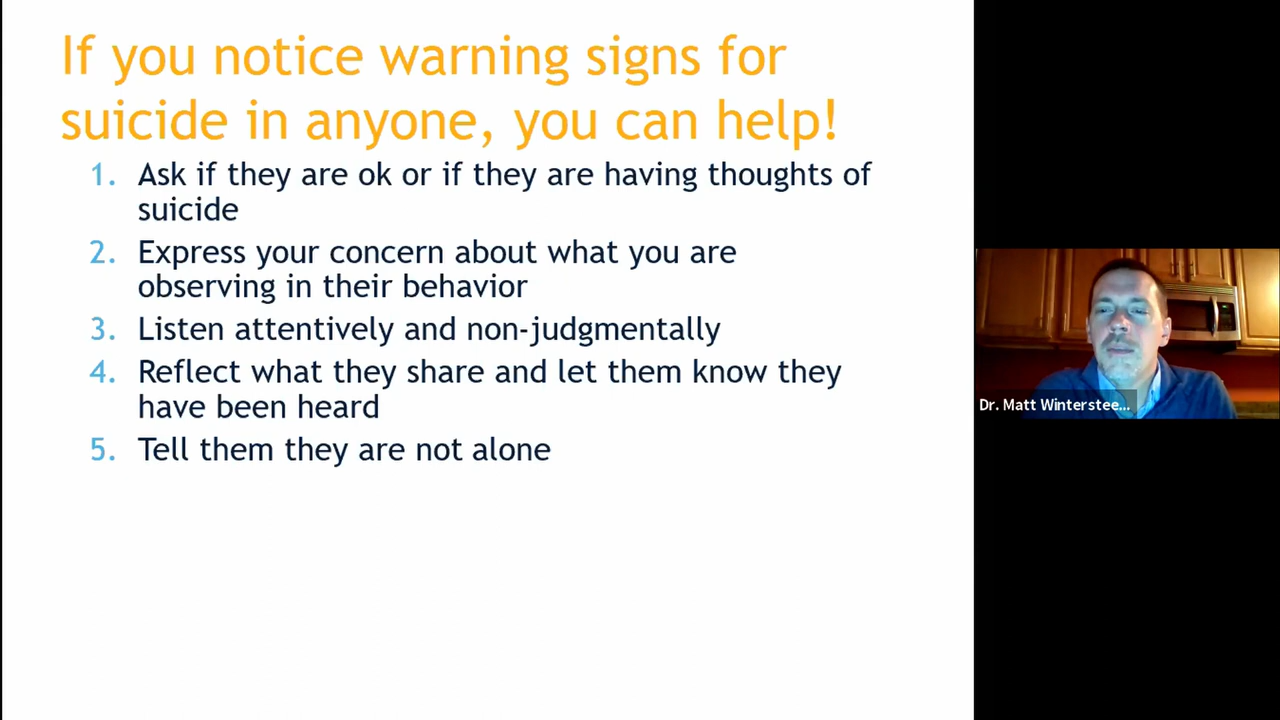 If you notice warning signs for
suicide in anyone, you can help!
1. Ask if they are ok or if they are having thoughts of
suicide
2. Express your concern about what you are
observing in their behavior
3. Listen attentively and non-judgmentally
4. Reflect what they share and let them know they
have been heard
5. Tell them they are not alone
Dr. Matt Winterstee...